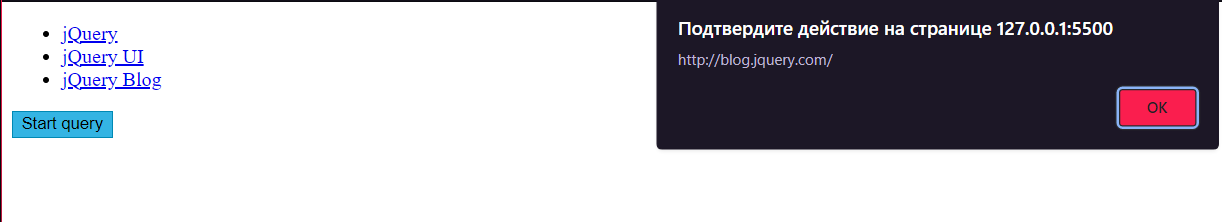 jQuery
jQuery UI
jQuery Blog
Start query
Подтвердите действие на странице 127.0.0.1:5500
http://blog.jquery.com/
OK